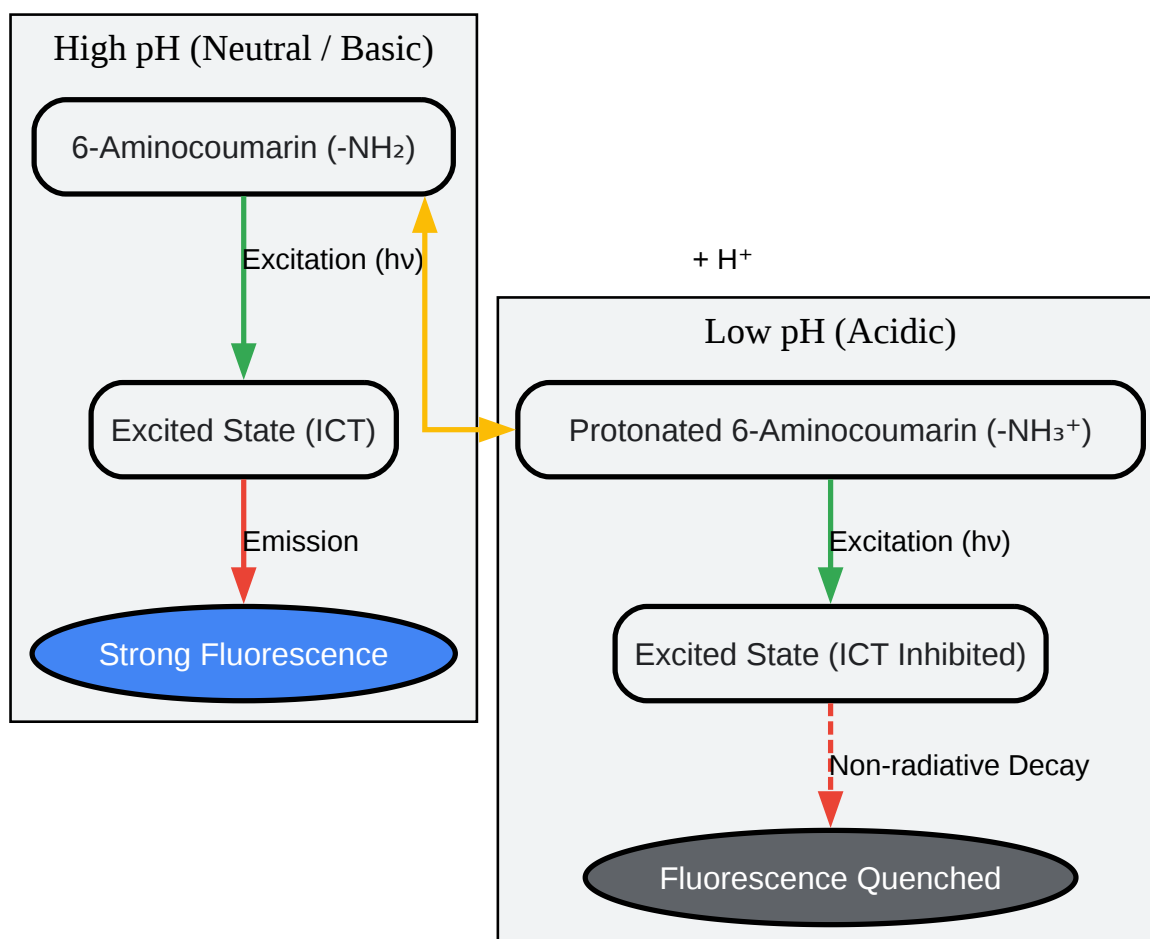 High pH (Neutral / Basic)
6-Aminocoumarin (-NH₂)
Excitation (hν)
Excited State (ICT)
Emission
Strong Fluorescence
+ H⁺
Low pH (Acidic)
Protonated 6-Aminocoumarin (-NH₃⁺)
Excitation (hν)
Excited State (ICT Inhibited)
Non-radiative Decay
Fluorescence Quenched